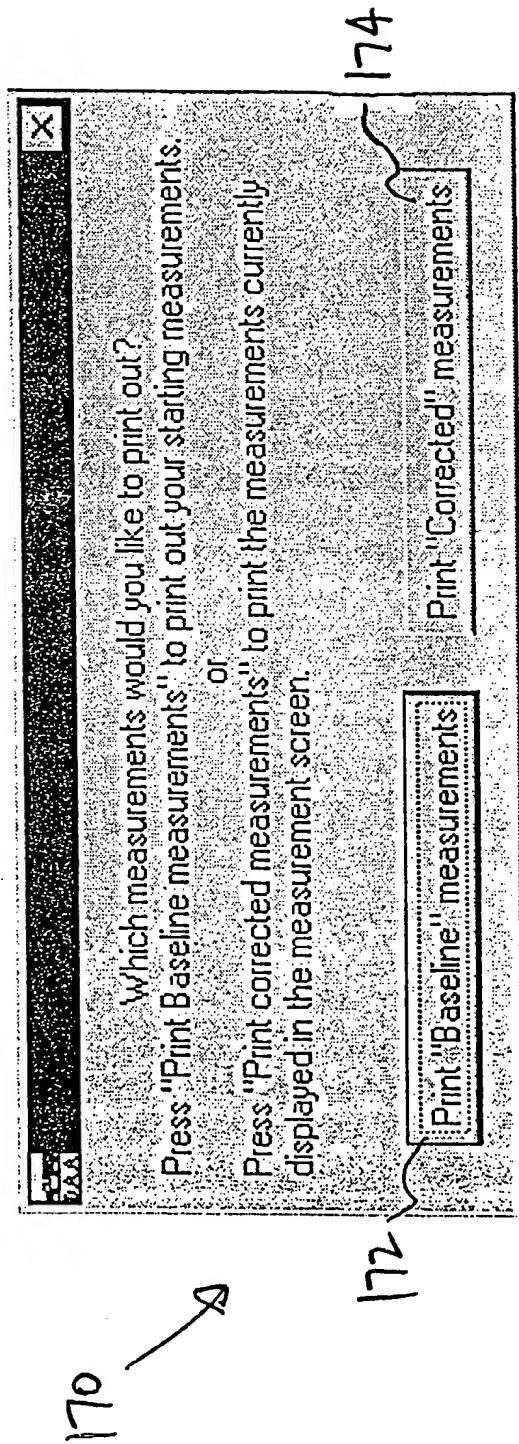 Which measurements would you like to print out?
Press "Print Baseline measurements" to print out your starting measurements.
or
Press "Print corrected measurements" to print the measurements currently
displayed in the measurement screen.
Print "Baseline" measurements
Print "Corrected" measurements
170
172
174